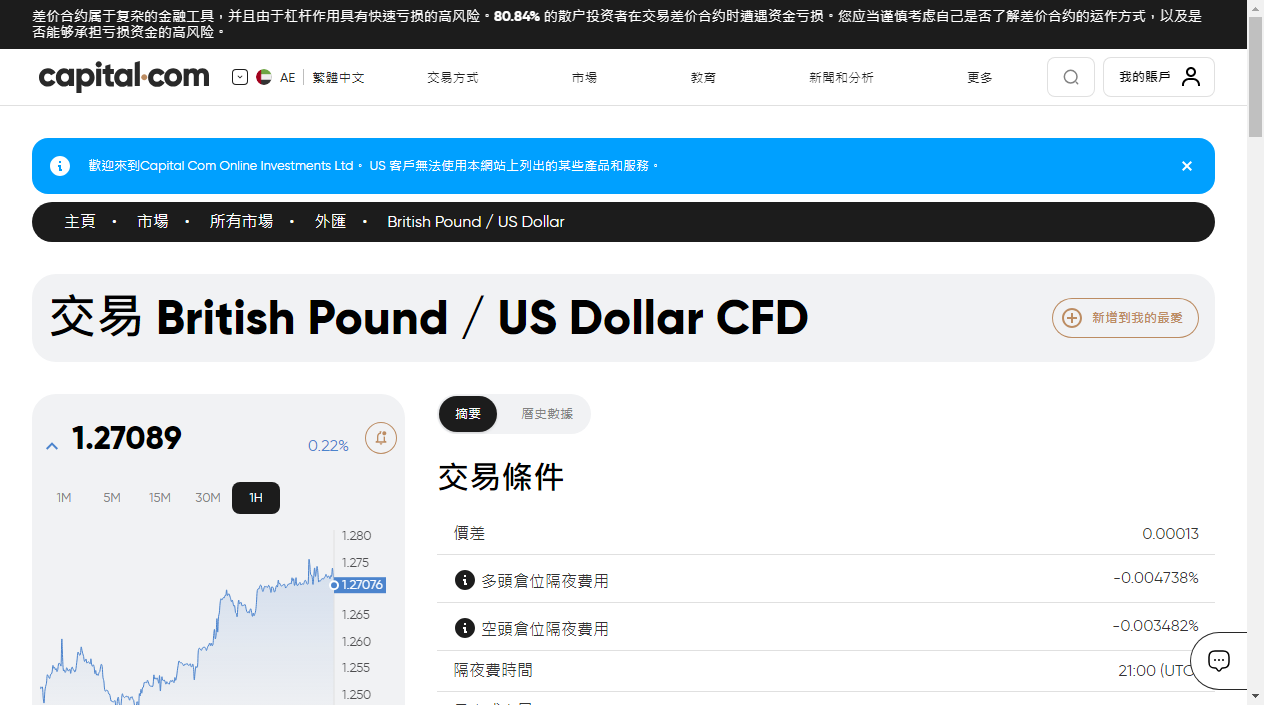 差价合约属于复杂的金融工具，并且由于杠杆作用具有快速亏损的高风险。80.84% 的散户投资者在交易差价合约时遭遇资金亏损。您应当谨慎考虑自己是否了解差价合约的运作方式，以及是
否能够承担亏损资金的高风险。
capital.com AE 繁體中文 交易方式 市場 教育 新聞和分析 更多 我的賬戶
歡迎來到Capital Com Online Investments Ltd。 US 客戶無法使用本網站上列出的某些產品和服務。
主頁 • 市場 • 所有市場 • 外匯 • British Pound / US Dollar
交易 British Pound / US Dollar CFD
新增到我的最愛
1.27089 0.22%
1M 5M 15M 30M 1H
1.280
1.275
1.27076
1.265
1.260
1.255
1.250
摘要 曆史數據
交易條件
價差 0.00013
多頭倉位隔夜費用 -0.004738%
空頭倉位隔夜費用 -0.003482%
隔夜費時間 21:00 (UTC